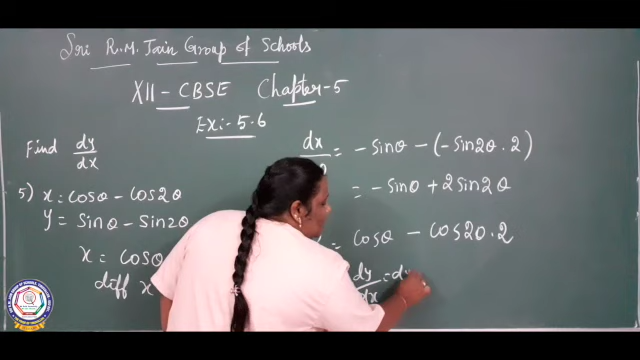 Sri R.M. Jain Group of Schools
XII - CBSE Chapter-5
Ex:- 5.6
Find dy/dx
5) x = cosθ - cos2θ
y = sinθ - sin2θ
x = cosθ
diff x
dx = -sinθ - (-sin2θ . 2)
= -sinθ + 2 sin2θ
= cosθ - cos2θ . 2
dy/dx =